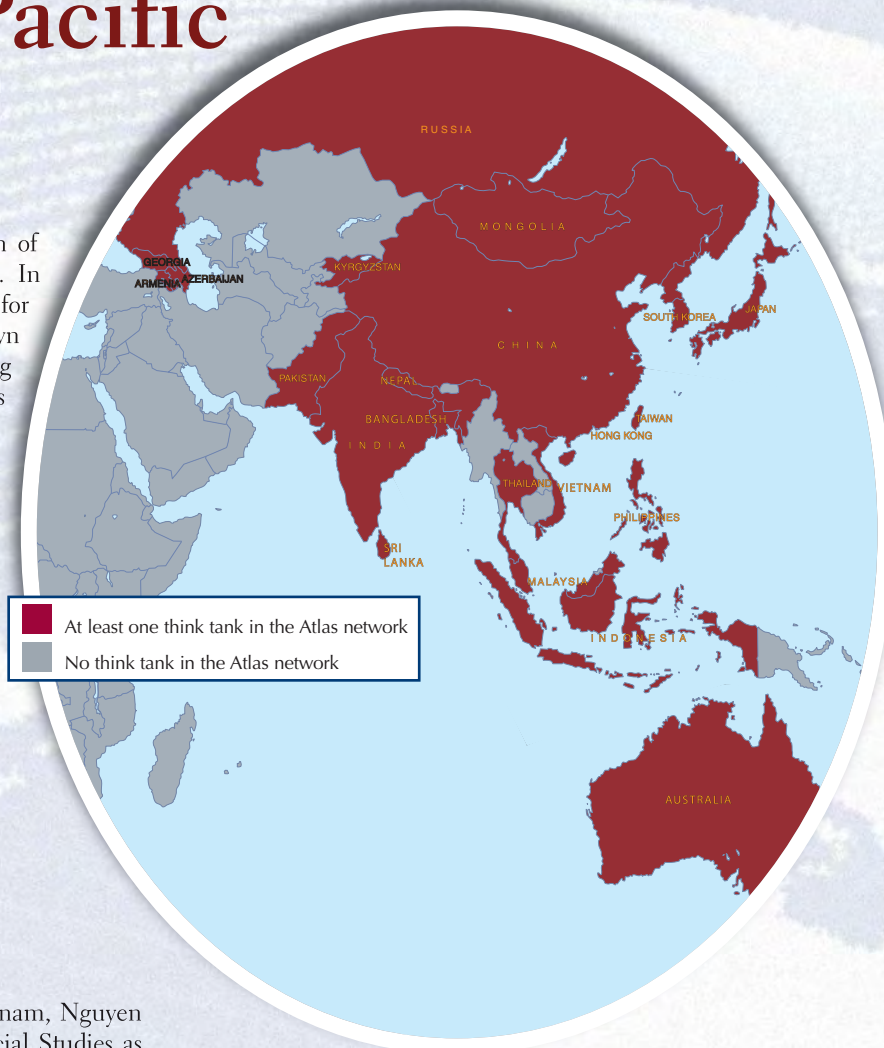 Pacific
n of
. In
for
wn
g
s
RUSSIA
MONGOLIA
GEORGIA
KYRGYZSTAN
ARMENIA AZERBAIJAN
SOUTH KOREA
JAPAN
CHINA
PAKISTAN
NEPAL
BANGLADESH
TAIWAN
HONG KONG
INDIA
THAILAND
VIETNAM
PHILIPPINES
SRI
LANKA
MALAYSIA
INDONESIA
At least one think tank in the Atlas network
No think tank in the Atlas network
AUSTRALIA
nam, Nguyen
cial Studies as